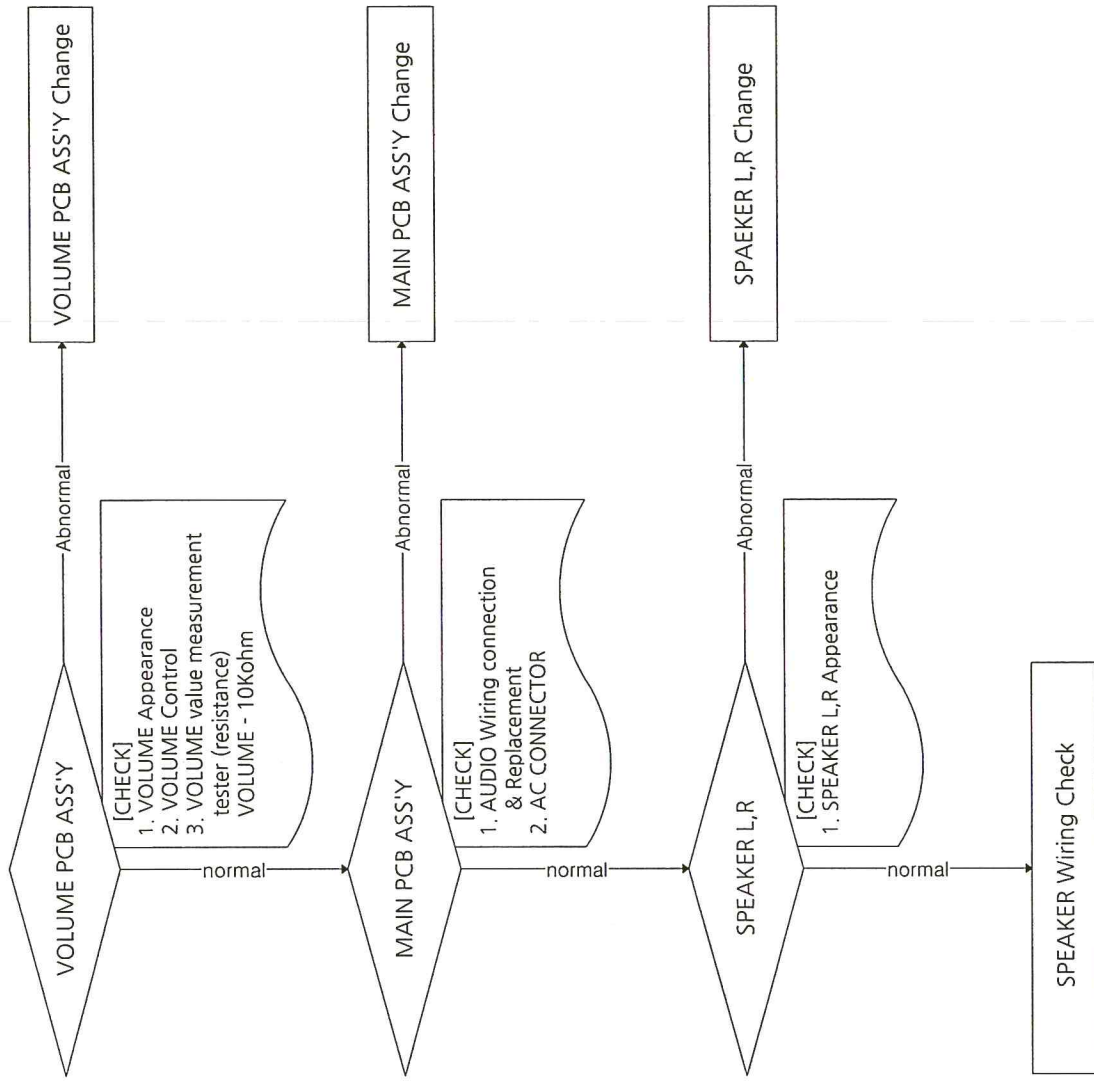 VOLUME PCB ASS'Y
Abnormal
VOLUME PCB ASS'Y Change
[CHECK]
1. VOLUME Appearance
2. VOLUME Control
3. VOLUME value measurement
tester (resistance)
VOLUME - 10Kohm
normal
MAIN PCB ASS'Y
Abnormal
MAIN PCB ASS'Y Change
[CHECK]
1. AUDIO Wiring connection
& Replacement
2. AC CONNECTOR
normal
SPEAKER L,R
Abnormal
SPAEKER L,R Change
[CHECK]
1. SPEAKER L,R Appearance
normal
SPEAKER Wiring Check